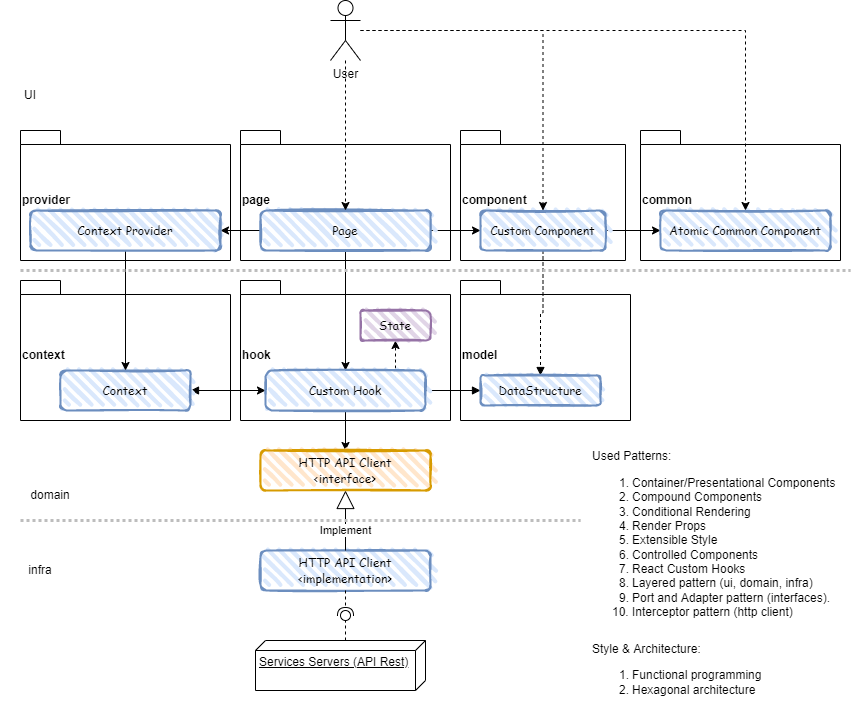 User
UI
provider
page
component
common
Context Provider
Page
Custom Component
Atomic Common Component
State
context
hook
model
Context
Custom Hook
DataStructure
HTTP API Client
<interface>
domain
Implement
infra
HTTP API Client
<implementation>
Services Servers (API Rest)
Used Patterns:
1. Container/Presentational Components
2. Compound Components
3. Conditional Rendering
4. Render Props
5. Extensible Style
6. Controlled Components
7. React Custom Hooks
8. Layered pattern (ui, domain, infra)
9. Port and Adapter pattern (interfaces).
10. Interceptor pattern (http client)
Style & Architecture:
1. Functional programming
2. Hexagonal architecture